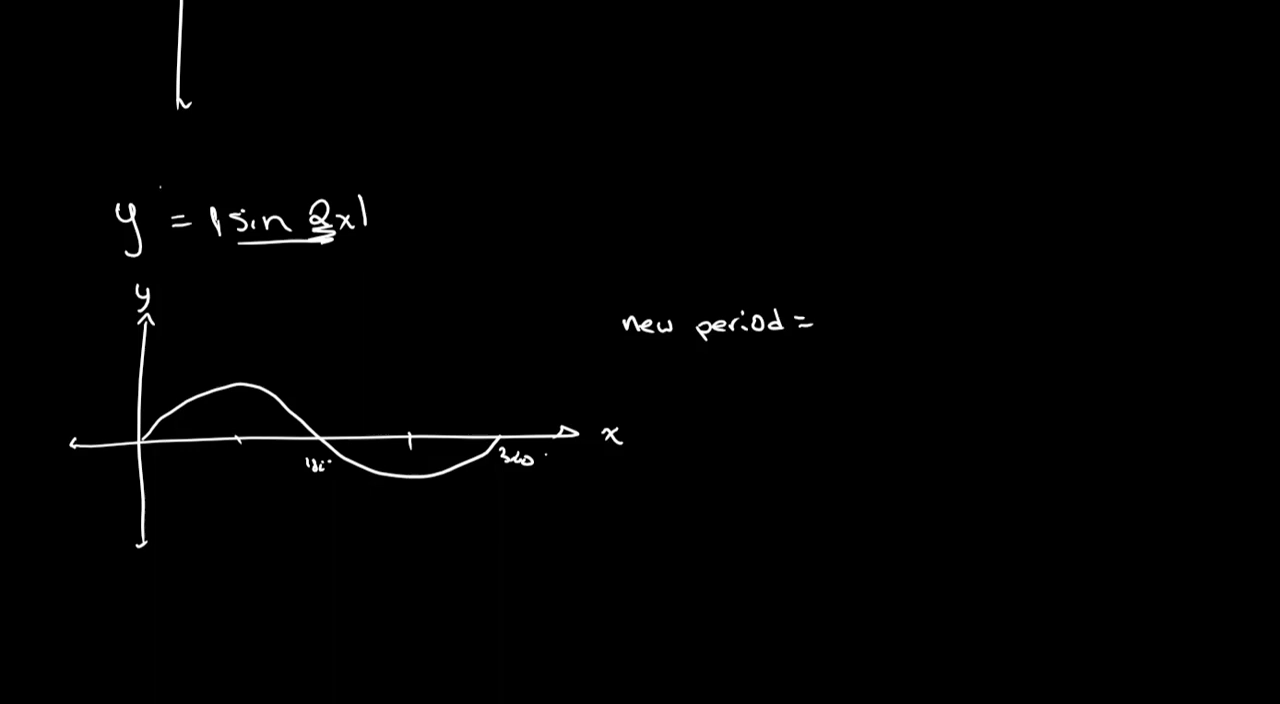 y = |sin 2x|
y
new period =
x
180°
360°